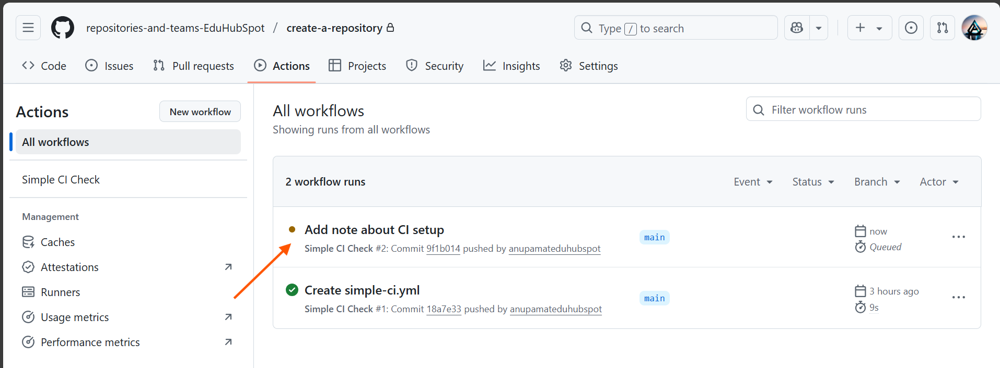 repositories-and-teams-EduHubSpot / create-a-repository
Type / to search
Code
Issues
Pull requests
Actions
Projects
Security
Insights
Settings
Actions
New workflow
All workflows
Simple CI Check
Management
Caches
Attestations
Runners
Usage metrics
Performance metrics
All workflows
Showing runs from all workflows
Filter workflow runs
2 workflow runs
Event
Status
Branch
Actor
Add note about CI setup
Simple CI Check #2: Commit 9f1b014 pushed by anupamateduhubspot
main
now
Queued
Create simple-ci.yml
Simple CI Check #1: Commit 18a7e33 pushed by anupamateduhubspot
main
3 hours ago
9s